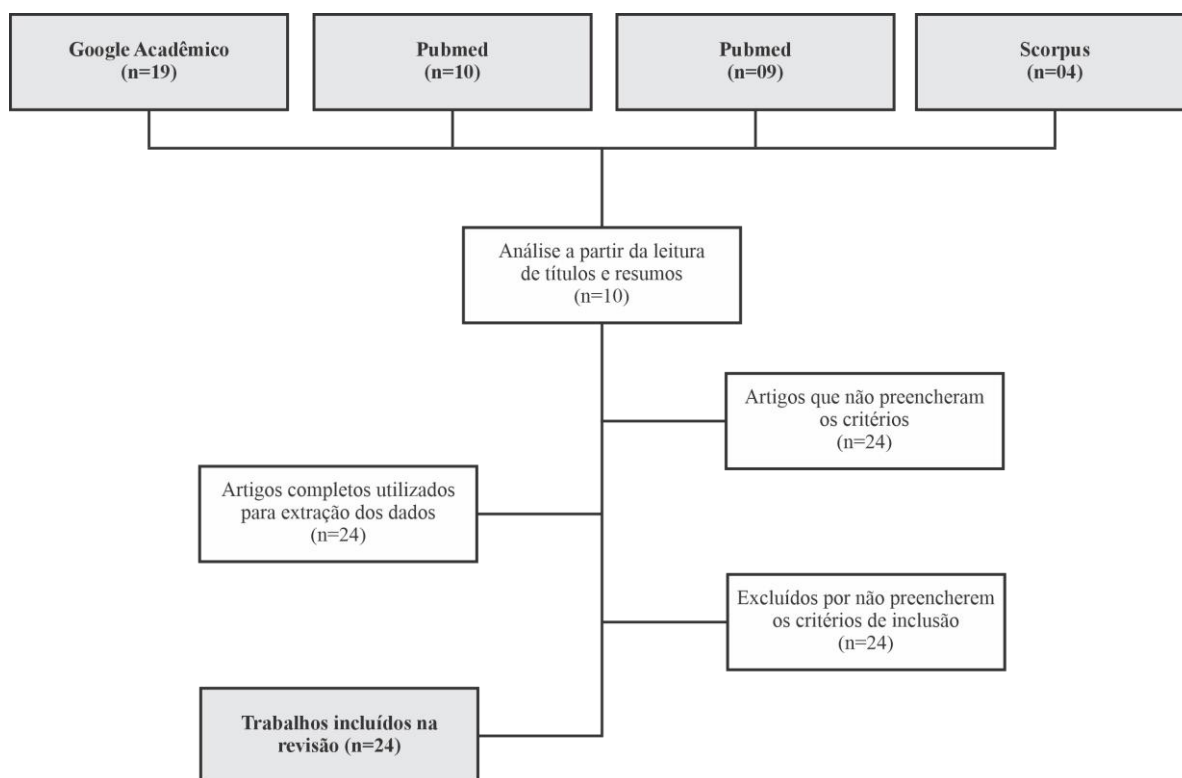 Google Acadêmico
(n=19)
Pubmed
(n=10)
Pubmed
(n=09)
Scorpus
(n=04)
Análise a partir da leitura
de títulos e resumos
(n=10)
Artigos que não preencheram
os critérios
(n=24)
Artigos completos utilizados
para extração dos dados
(n=24)
Excluídos por não preencherem
os critérios de inclusão
(n=24)
Trabalhos incluídos na
revisão (n=24)